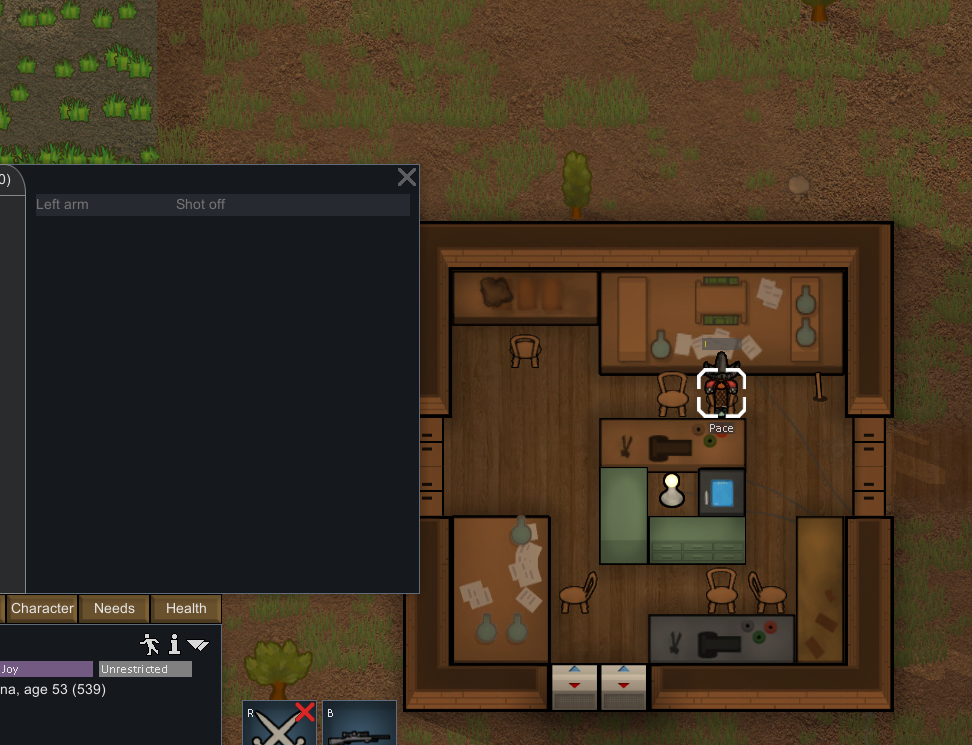 0)
Left arm Shot off
Pace
Character Needs Health
Joy Unrestricted
na, age 53 (539)
R B